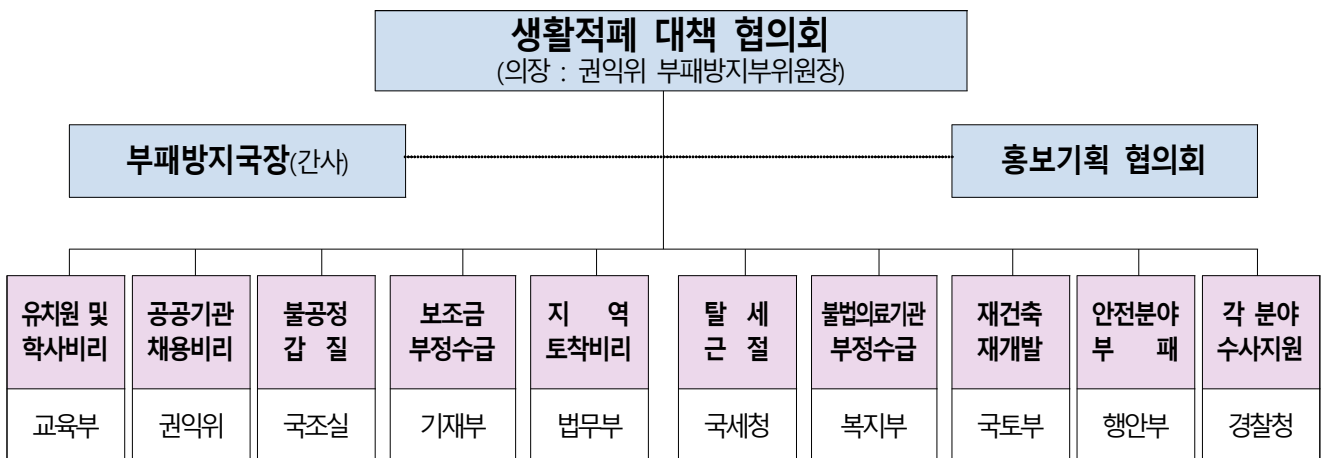 생활적폐 대책 협의회
(의장 : 권익위 부패방지부위원장)
부패방지국장(간사)
홍보기획 협의회
유치원 및
학사비리
교육부
공공기관
채용비리
권익위
불공정
갑 질
국조실
보조금
부정수급
기재부
지 역
토착비리
법무부
탈 세
근 절
국세청
불법의료기관
부정수급
복지부
재건축
재개발
국토부
안전분야
부 패
행안부
각 분야
수사지원
경찰청